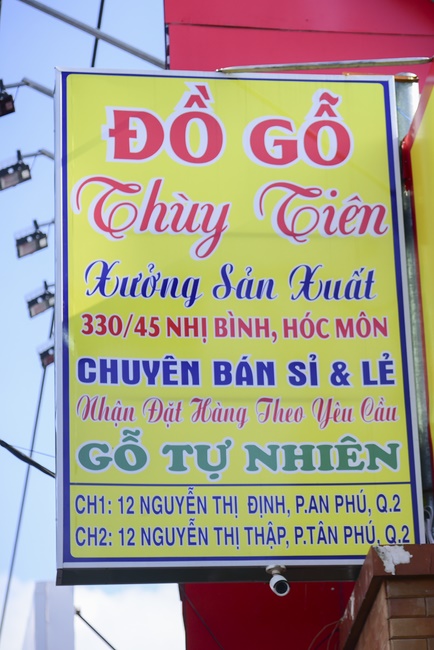 ĐỒ GỖ
Thùy Tiên
Xưởng Sản Xuất
330/45 NHỊ BÌNH, HÓC MÔN
CHUYÊN BÁN SỈ & LẺ
Nhận Đặt Hàng Theo Yêu Cầu
GỖ TỰ NHIÊN
CH1: 12 NGUYỄN THỊ ĐỊNH, P.AN PHÚ, Q.2
CH2: 12 NGUYỄN THỊ THẬP, P.TÂN PHÚ, Q.2